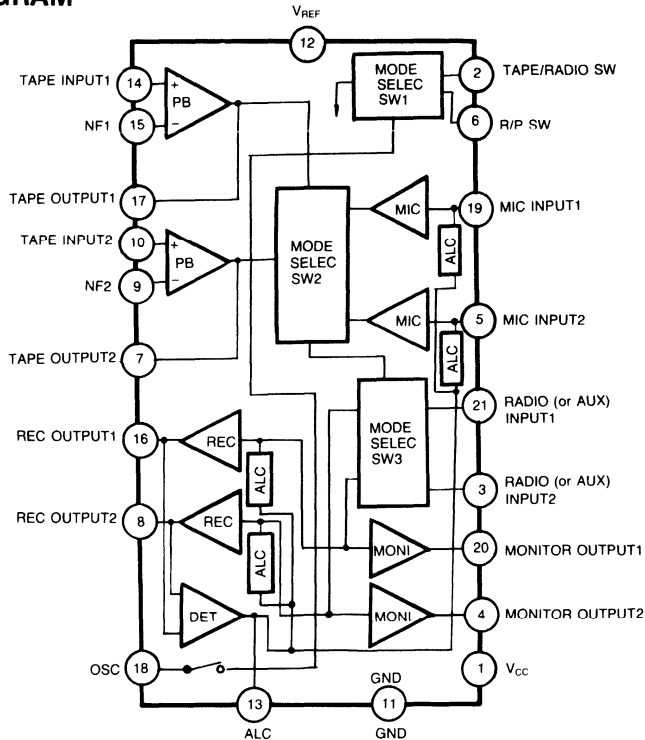 GRAM
VREF
12
TAPE INPUT1
14
+
PB
NF1
15
−
MODE
SELEC
SW1
2
TAPE/RADIO SW
6
R/P SW
TAPE OUTPUT1
17
TAPE INPUT2
10
+
PB
NF2
9
−
MODE
SELEC
SW2
MIC
19
MIC INPUT1
ALC
MIC
5
MIC INPUT2
ALC
TAPE OUTPUT2
7
MODE
SELEC
SW3
21
RADIO (or AUX)
INPUT1
3
RADIO (or AUX)
INPUT2
REC OUTPUT1
16
REC
ALC
REC OUTPUT2
8
REC
ALC
MONI
20
MONITOR OUTPUT1
MONI
4
MONITOR OUTPUT2
DET
OSC
18
1
VCC
13
ALC
GND
11
GND